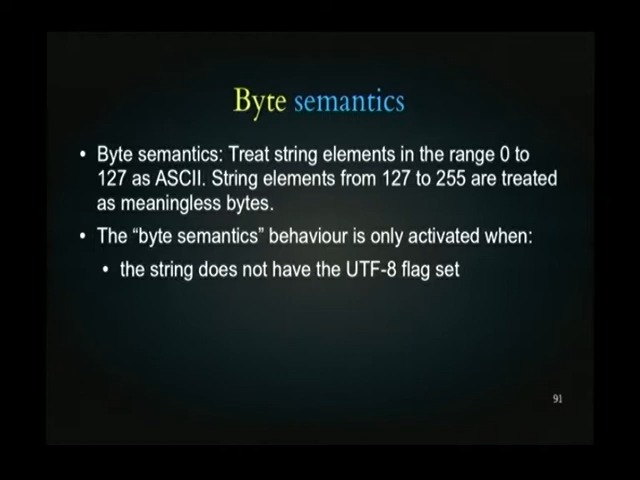 Byte semantics
• Byte semantics: Treat string elements in the range 0 to
127 as ASCII. String elements from 127 to 255 are treated
as meaningless bytes.
• The “byte semantics” behaviour is only activated when:
• the string does not have the UTF-8 flag set
91